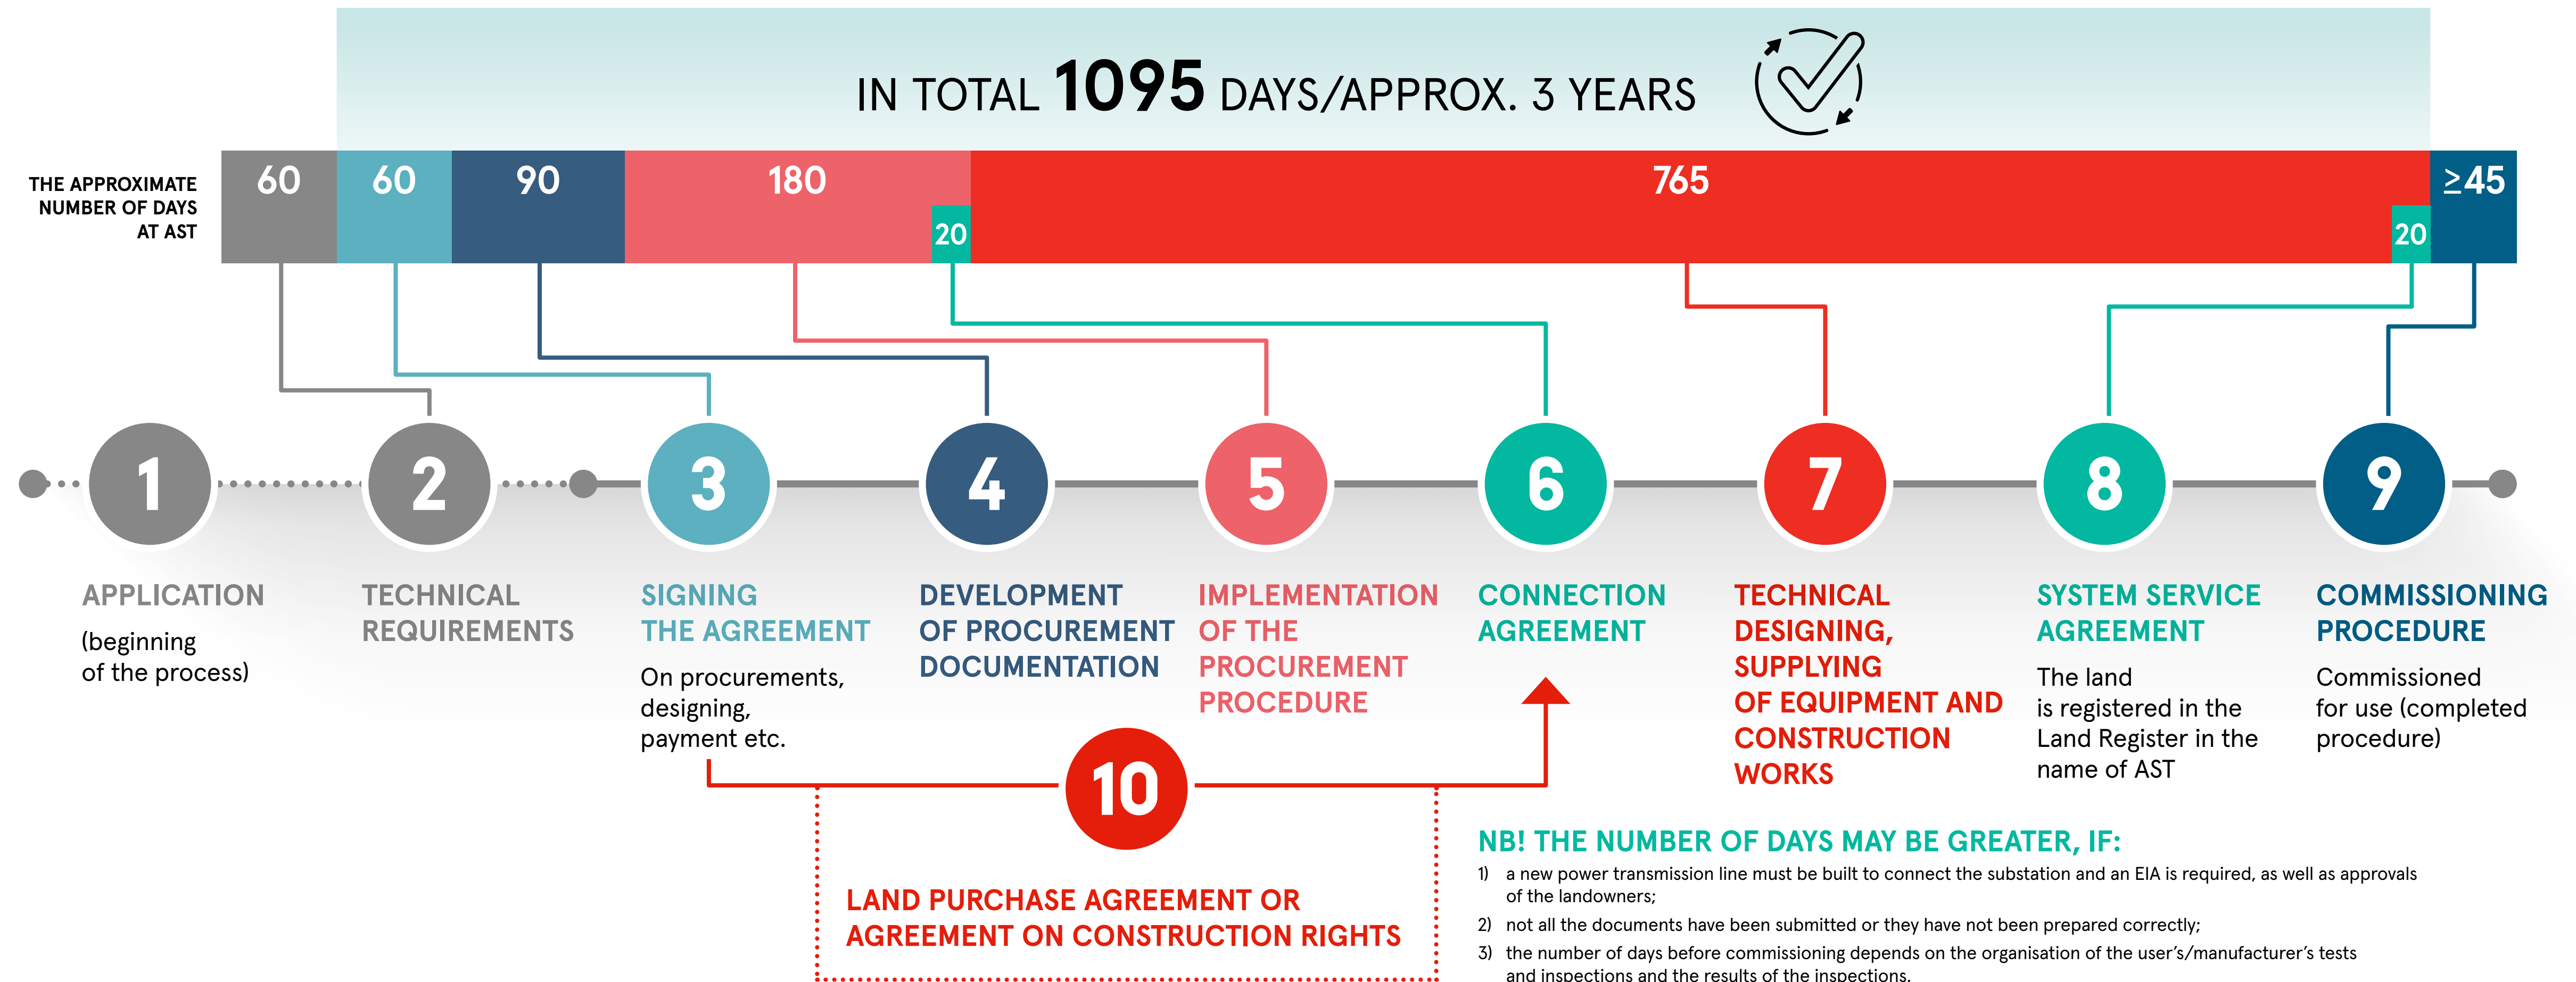 IN TOTAL 1095 DAYS/APPROX. 3 YEARS
THE APPROXIMATE
NUMBER OF DAYS
AT AST
60
60
90
180
20
765
20
≥45
1
2
3
4
5
6
7
8
9
APPLICATION
(beginning
of the process)
TECHNICAL
REQUIREMENTS
SIGNING
THE AGREEMENT
On procurements,
designing,
payment etc.
DEVELOPMENT
OF PROCUREMENT
DOCUMENTATION
IMPLEMENTATION
OF THE
PROCUREMENT
PROCEDURE
CONNECTION
AGREEMENT
TECHNICAL
DESIGNING,
SUPPLYING
OF EQUIPMENT AND
CONSTRUCTION
WORKS
SYSTEM SERVICE
AGREEMENT
The land
is registered in the
Land Register in the
name of AST
COMMISSIONING
PROCEDURE
Commissioned
for use (completed
procedure)
10
LAND PURCHASE AGREEMENT OR
AGREEMENT ON CONSTRUCTION RIGHTS
NB! THE NUMBER OF DAYS MAY BE GREATER, IF:
1) a new power transmission line must be built to connect the substation and an EIA is required, as well as approvals
of the landowners;
2) not all the documents have been submitted or they have not been prepared correctly;
3) the number of days before commissioning depends on the organisation of the user's/manufacturer's tests
and inspections and the results of the inspections.